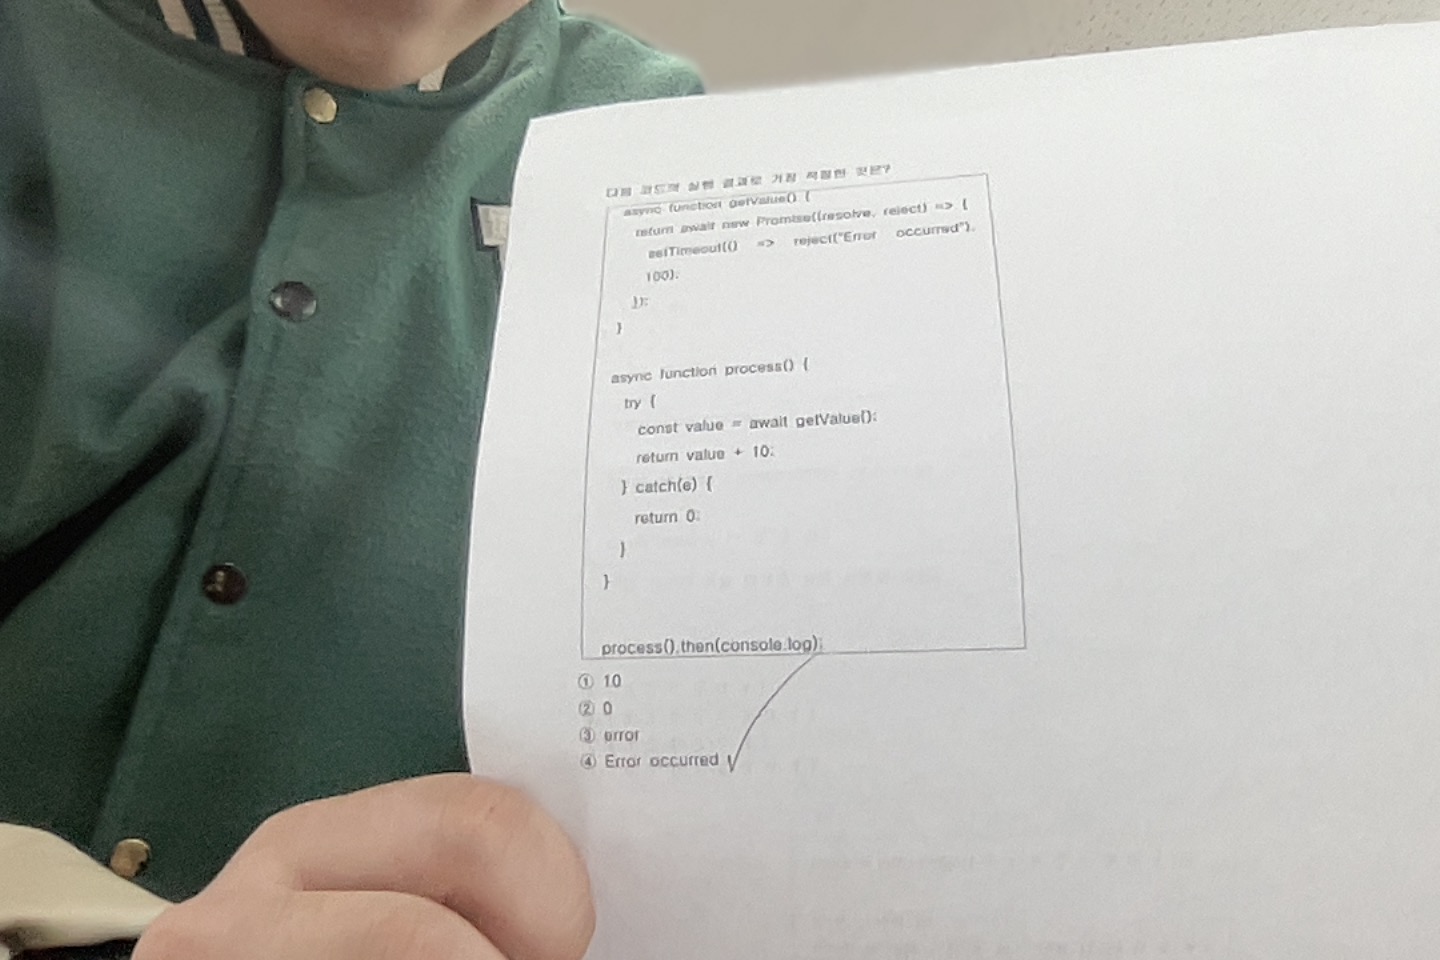 다음 코드의 실행 결과로 가장 적절한 것은?
async function getValue() {
return await new Promise((resolve, reject) => {
setTimeout(() => reject("Error occurred"),
100);
});
}
async function process() {
try {
const value = await getValue();
return value + 10;
} catch(e) {
return 0;
}
}
process().then(console.log);
① 10
② 0
③ error
④ Error occurred